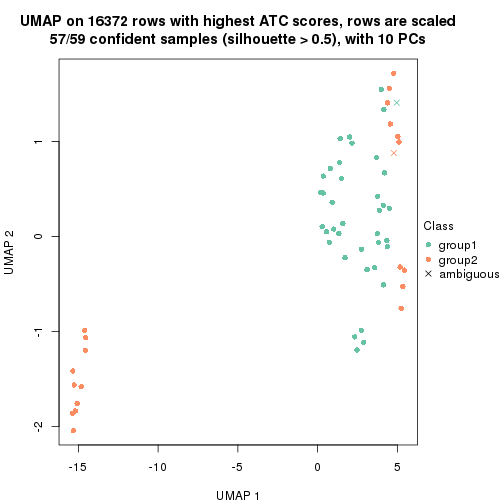 UMAP on 16372 rows with highest ATC scores, rows are scaled
57/59 confident samples (silhouette > 0.5), with 10 PCs
UMAP 2
1
0
-1
-2
-15
-10
-5
0
5
UMAP 1
Class
group1
group2
ambiguous